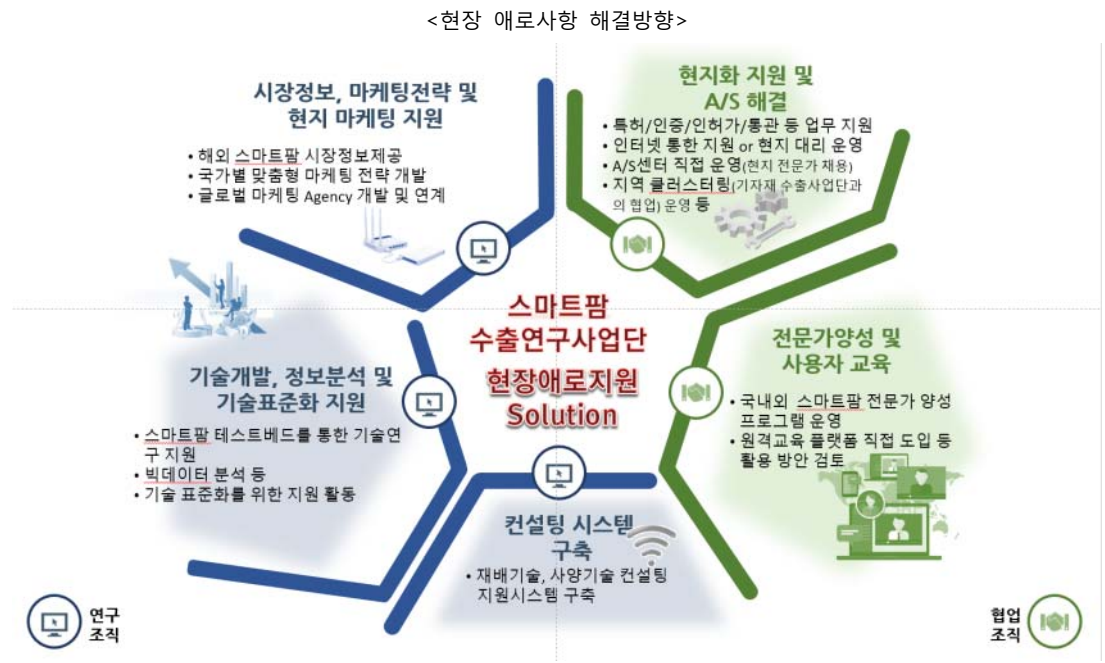 <현장 애로사항 해결방향>
시장정보, 마케팅전략 및
현지 마케팅 지원
• 해외 스마트팜 시장정보제공
• 국가별 맞춤형 마케팅 전략 개발
• 글로벌 마케팅 Agency 개발 및 연계
현지화 지원 및
A/S 해결
• 특허/인증/인허가/통관 등 업무 지원
• 인터넷 통한 지원 or 현지 대리 운영
• A/S센터 직접 운영(현지 전문가 채용)
• 지역 클러스터링(기자재 수출사업단과
의 협업) 운영 등
스마트팜
수출연구사업단
현장애로지원
Solution
기술개발, 정보분석 및
기술표준화 지원
• 스마트팜 테스트베드를 통한 기술연
구 지원
• 빅데이터 분석 등
• 기술 표준화를 위한 지원 활동
전문가양성 및
사용자 교육
• 국내외 스마트팜 전문가 양성
프로그램 운영
• 원격교육 플랫폼 직접 도입 등
활용 방안 검토
컨설팅 시스템
구축
• 재배기술, 사양기술 컨설팅
지원시스템 구축
연구
조직
협업
조직